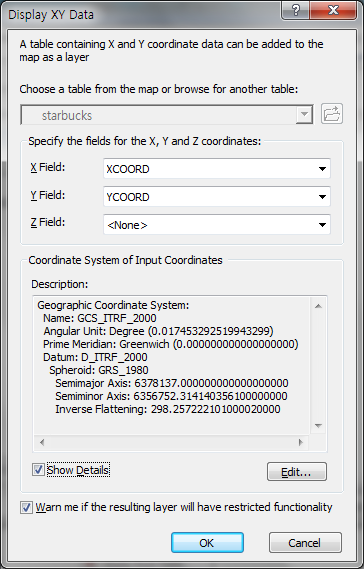 Display XY Data
A table containing X and Y coordinate data can be added to the
map as a layer
Choose a table from the map or browse for another table:
starbucks
Specify the fields for the X, Y and Z coordinates:
X Field: XCOORD
Y Field: YCOORD
Z Field: <None>
Coordinate System of Input Coordinates
Description:
Geographic Coordinate System:
Name: GCS_ITRF_2000
Angular Unit: Degree (0.017453292519943299)
Prime Meridian: Greenwich (0.000000000000000000)
Datum: D_ITRF_2000
Spheroid: GRS_1980
Semimajor Axis: 6378137.000000000000000000
Semiminor Axis: 6356752.314140356100000000
Inverse Flattening: 298.257222101000020000
Show Details Edit...
Warn me if the resulting layer will have restricted functionality
OK Cancel